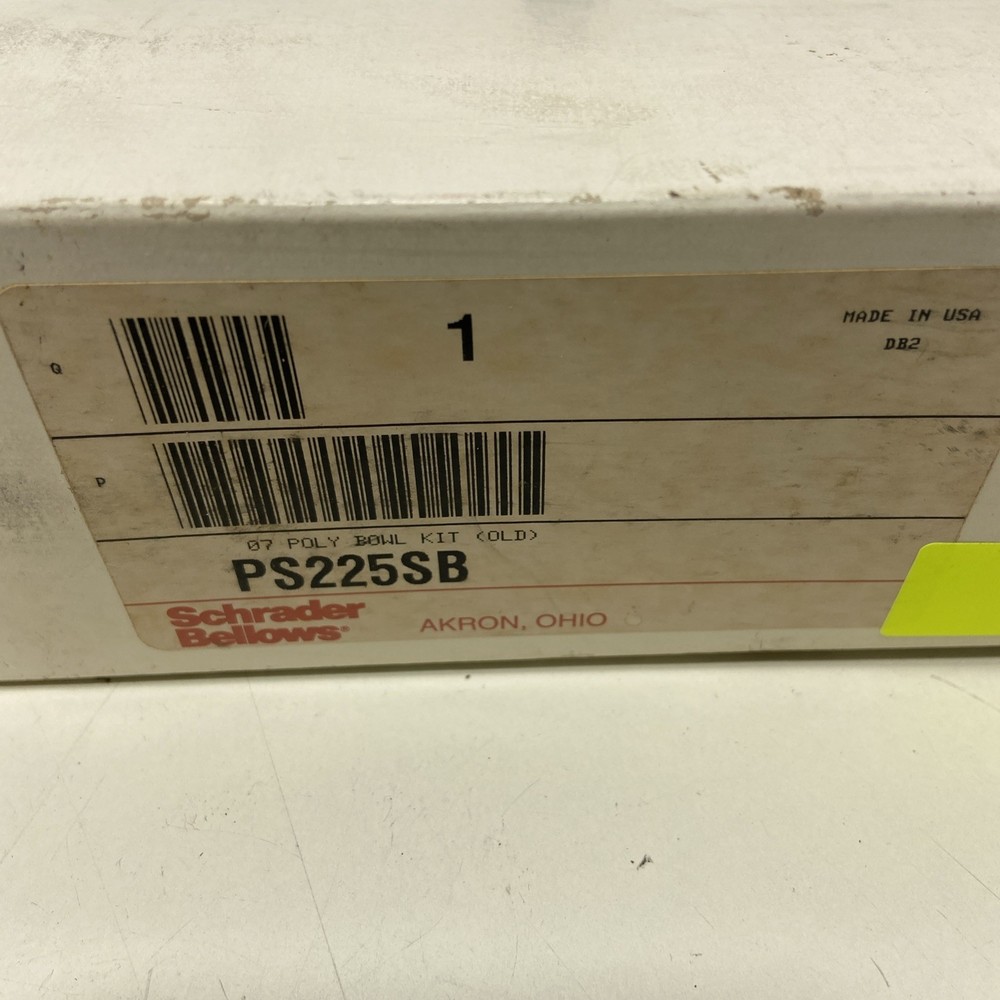 Q
1
MADE IN USA
DB2
P
07 POLY BOWL KIT (OLD)
PS225SB
Schrader
Bellows
AKRON, OHIO